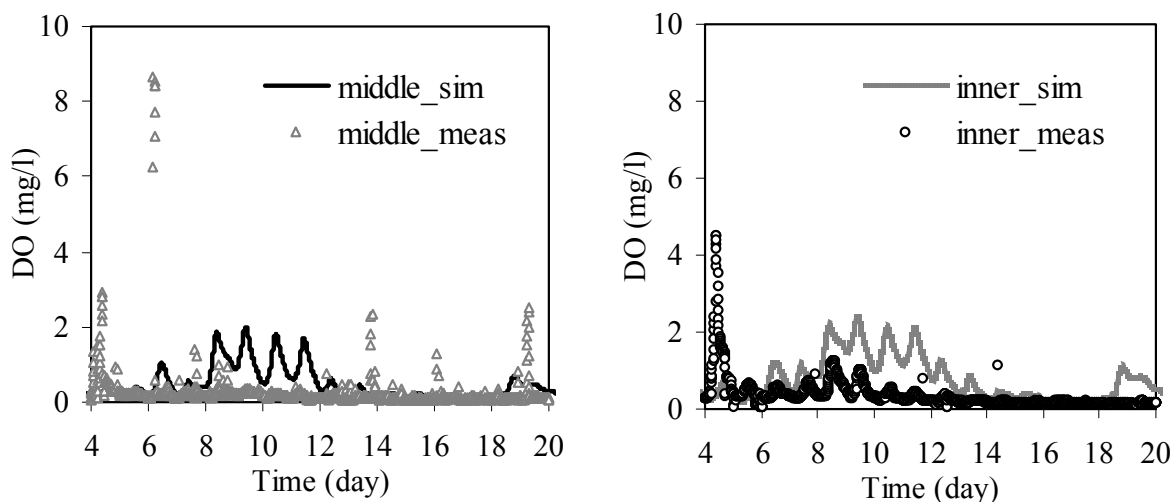 10
8
6
4
2
0
DO (mg/l)
middle_sim
middle_meas
4 6 8 10 12 14 16 18 20
Time (day)
10
8
6
4
2
0
DO (mg/l)
inner_sim
inner_meas
4 6 8 10 12 14 16 18 20
Time (day)